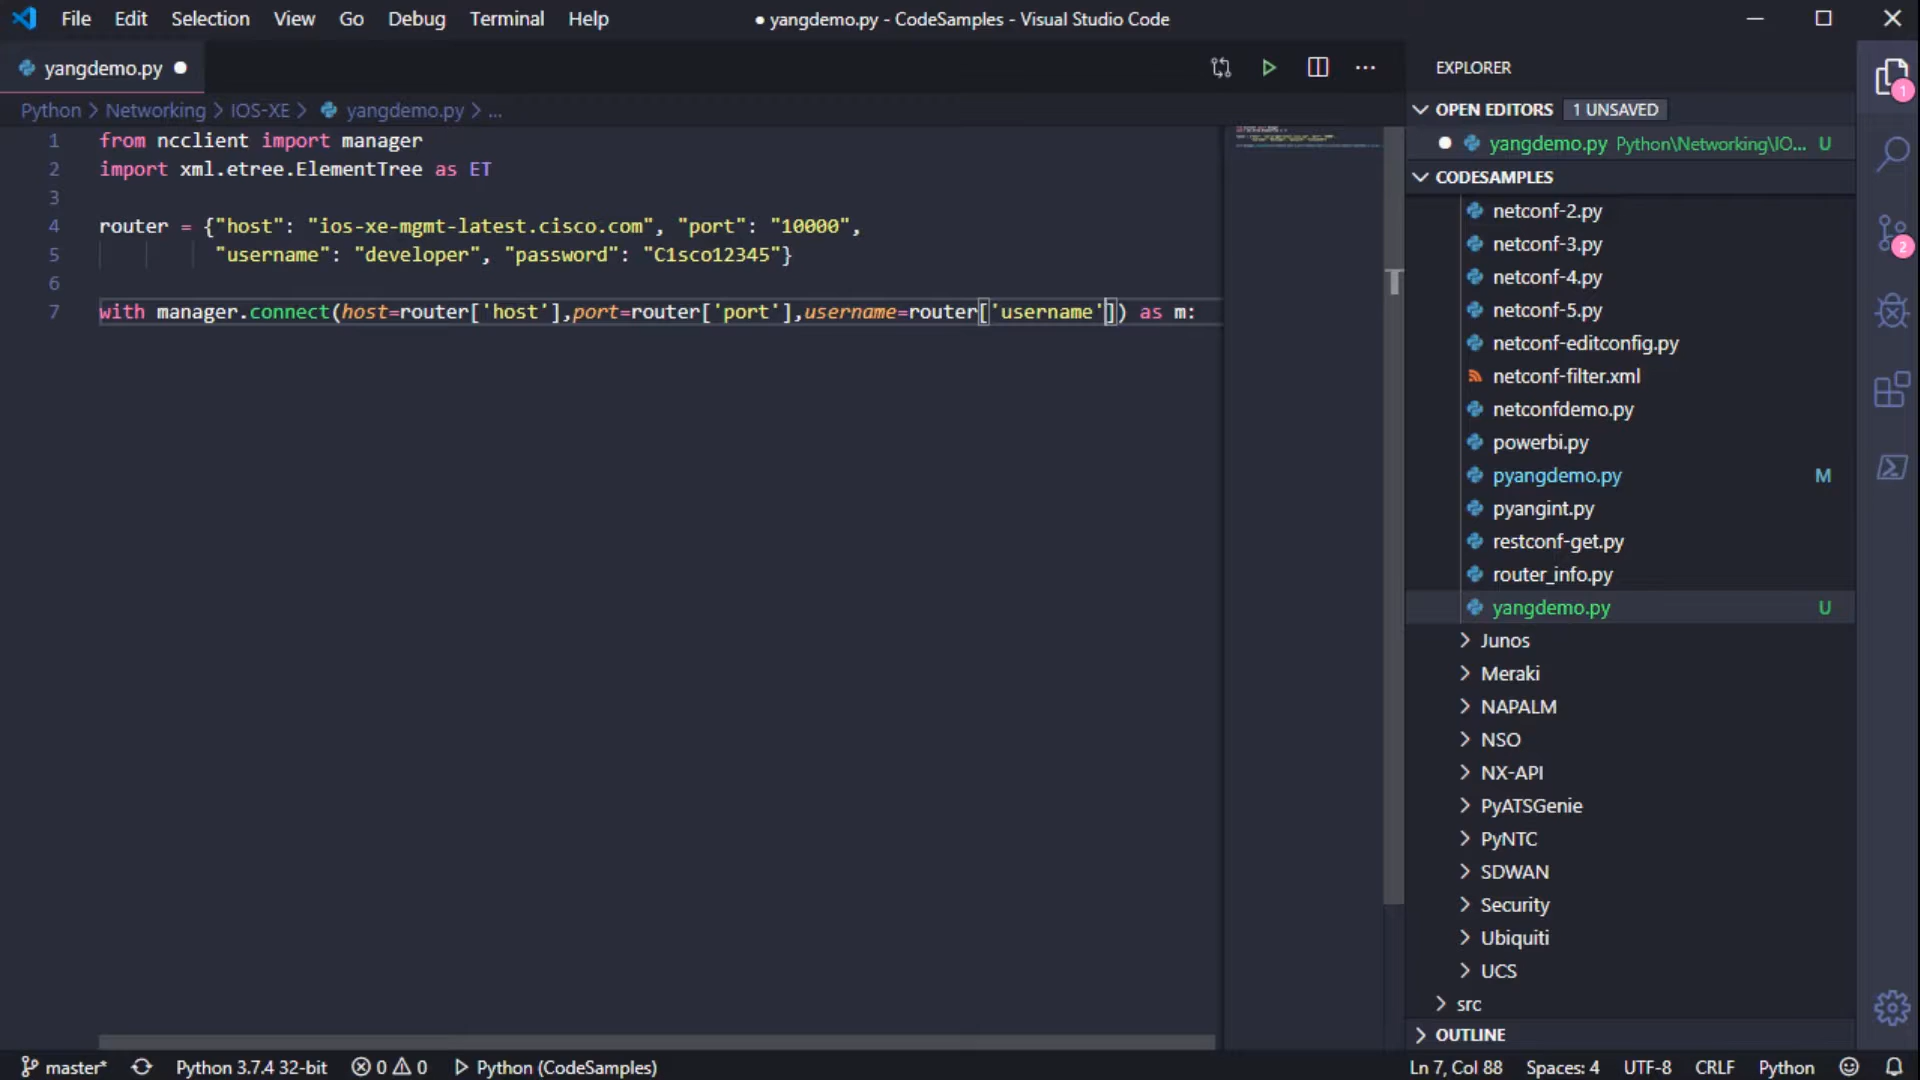 File Edit Selection View Go Debug Terminal Help
● yangdemo.py - CodeSamples - Visual Studio Code
yangdemo.py ●
Python > Networking > IOS-XE > yangdemo.py > ...
1 from ncclient import manager
2 import xml.etree.ElementTree as ET
3
4 router = {"host": "ios-xe-mgmt-latest.cisco.com", "port": "10000",
5 "username": "developer", "password": "C1sco12345"}
6
7 with manager.connect(host=router['host'],port=router['port'],username=router['username']) as m:
EXPLORER
OPEN EDITORS 1 UNSAVED
● yangdemo.py Python\Networking\IO... U
CODESAMPLES
netconf-2.py
netconf-3.py
netconf-4.py
netconf-5.py
netconf-editconfig.py
netconf-filter.xml
netconfdemo.py
powerbi.py
pyangdemo.py M
pyangint.py
restconf-get.py
router_info.py
yangdemo.py U
Junos
Meraki
NAPALM
NSO
NX-API
PyATSGenie
PyNTC
SDWAN
Security
Ubiquiti
UCS
src
OUTLINE
1
2
master* Python 3.7.4 32-bit 0 0 Python (CodeSamples)
Ln 7, Col 88 Spaces: 4 UTF-8 CRLF Python